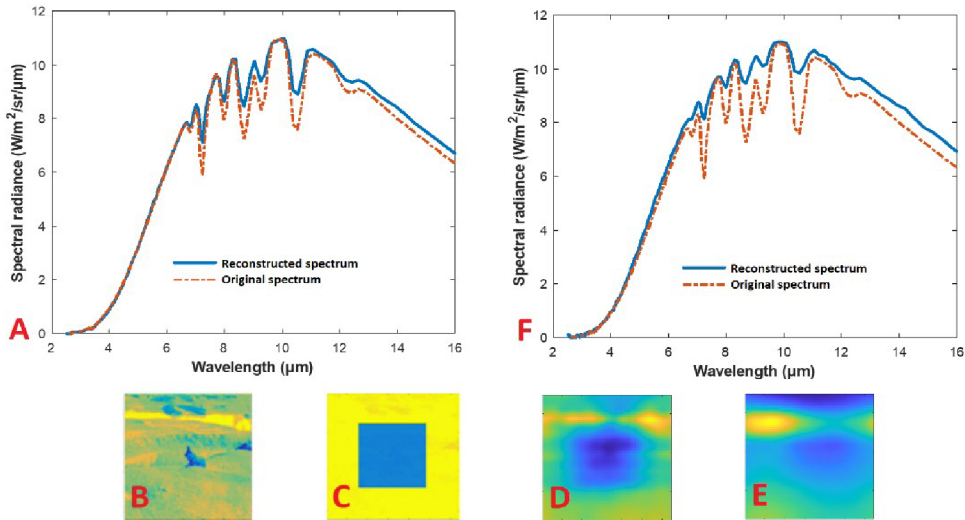 12
10
8
6
4
2
0
Spectral radiance (W/m²/sr/μm)
Reconstructed spectrum
Original spectrum
A
2 4 6 8 10 12 14 16
Wavelength (μm)
12
10
8
6
4
2
0
Spectral radiance (W/m²/sr/μm)
Reconstructed spectrum
Original spectrum
F
2 4 6 8 10 12 14 16
Wavelength (μm)
B
C
D
E